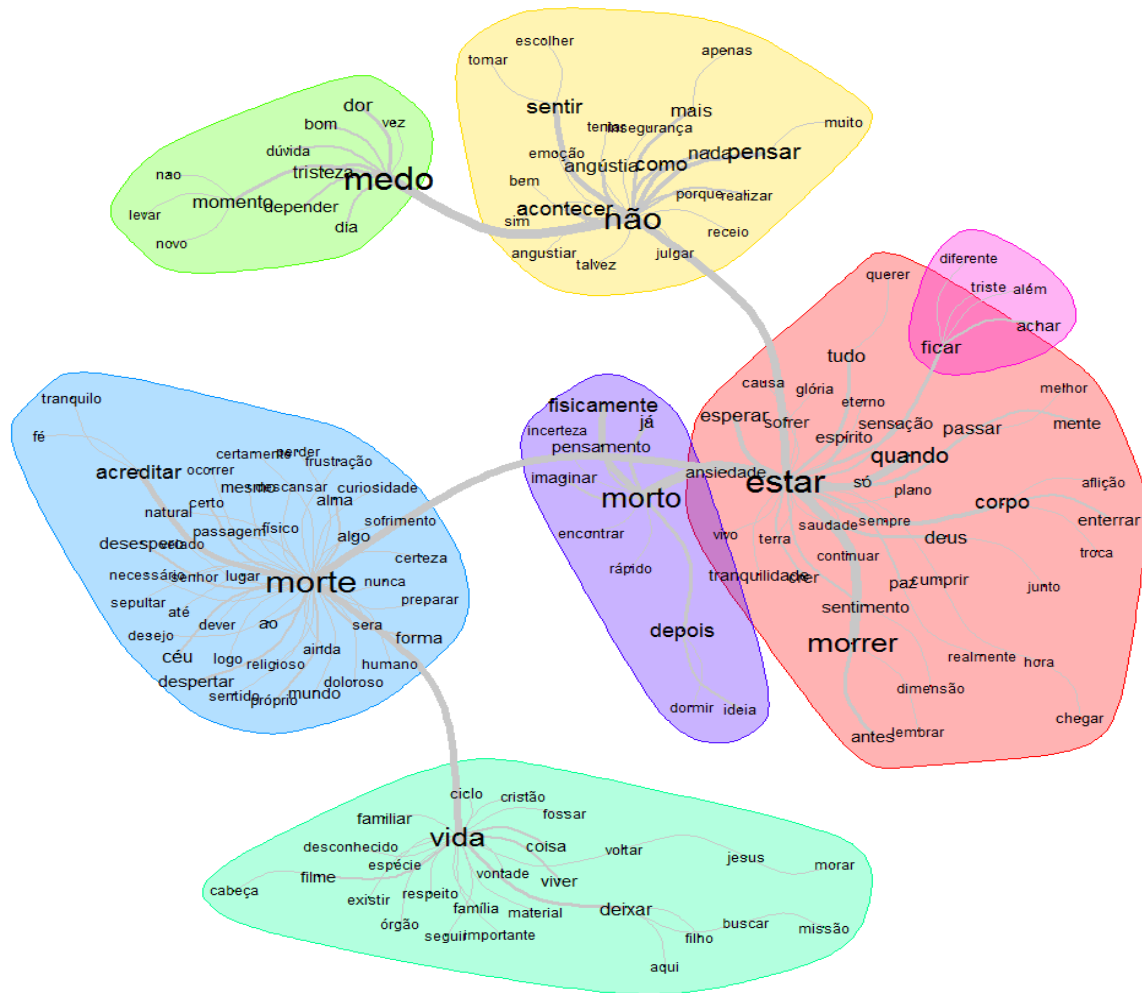 escolher
apenas
tomar
dor
bom
vez
sentir
mais
tentar
insegurança
muito
dúvida
emoção
angústia
como
nada
pensar
nao
tristeza
medo
bem
porque
realizar
momento
depender
acontecer
não
levar
dia
sim
receio
novo
angustiar
talvez
julgar
diferente
querer
triste
além
achar
ficar
tudo
causa
glória
melhor
eterno
tranquilo
fisicamente
já
esperar
sofrer
espírito
sensação
passar
mente
incerteza
pensamento
fé
acreditar
certamente
perder
ocorrer
frustração
imaginar
ansiedade
estar
quando
só
plano
corpo
aflição
mesmo
descansar
curiosidade
alma
morto
certo
natural
passagem
físico
sofrimento
algo
encontrar
vivo
terra
saudade
sempre
deus
enterrar
troca
desespero
velado
certeza
continuar
necessário
senhor
lugar
morte
nunca
rápido
tranquilidade
crer
paz
cumprir
junto
sepultar
até
preparar
sentimento
desejo
dever
ao
sera
forma
depois
morrer
céu
logo
religioso
ainda
humano
realmente
hora
despertar
sentido
próprio
mundo
doloroso
dormir
ideia
dimensão
antes
lembrar
chegar
ciclo
cristão
familiar
fossar
vida
desconhecido
coisa
voltar
jesus
morar
espécie
filme
vontade
viver
cabeça
existir
respeito
família
material
deixar
órgão
seguir
importante
filho
buscar
missão
aqui